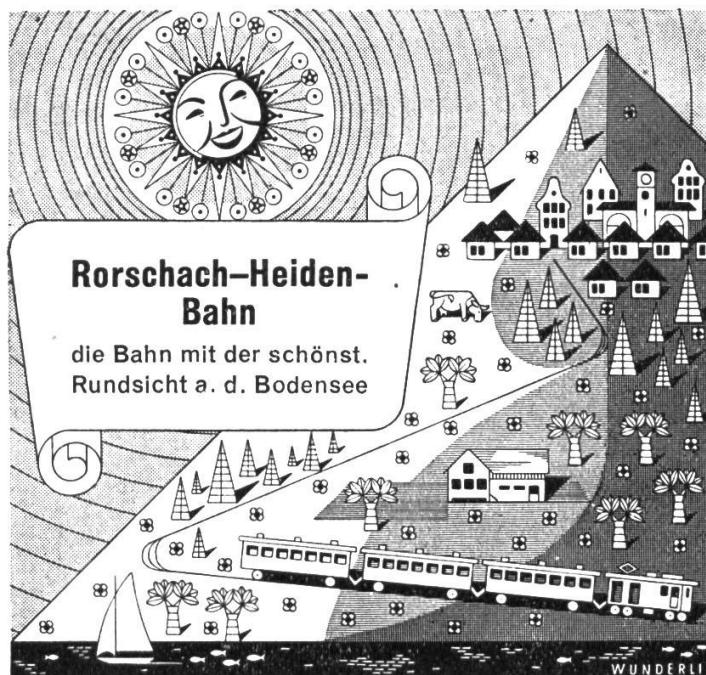 Rorschach–Heiden-
Bahn
die Bahn mit der schönst.
Rundsicht a. d. Bodensee
WUNDERLI